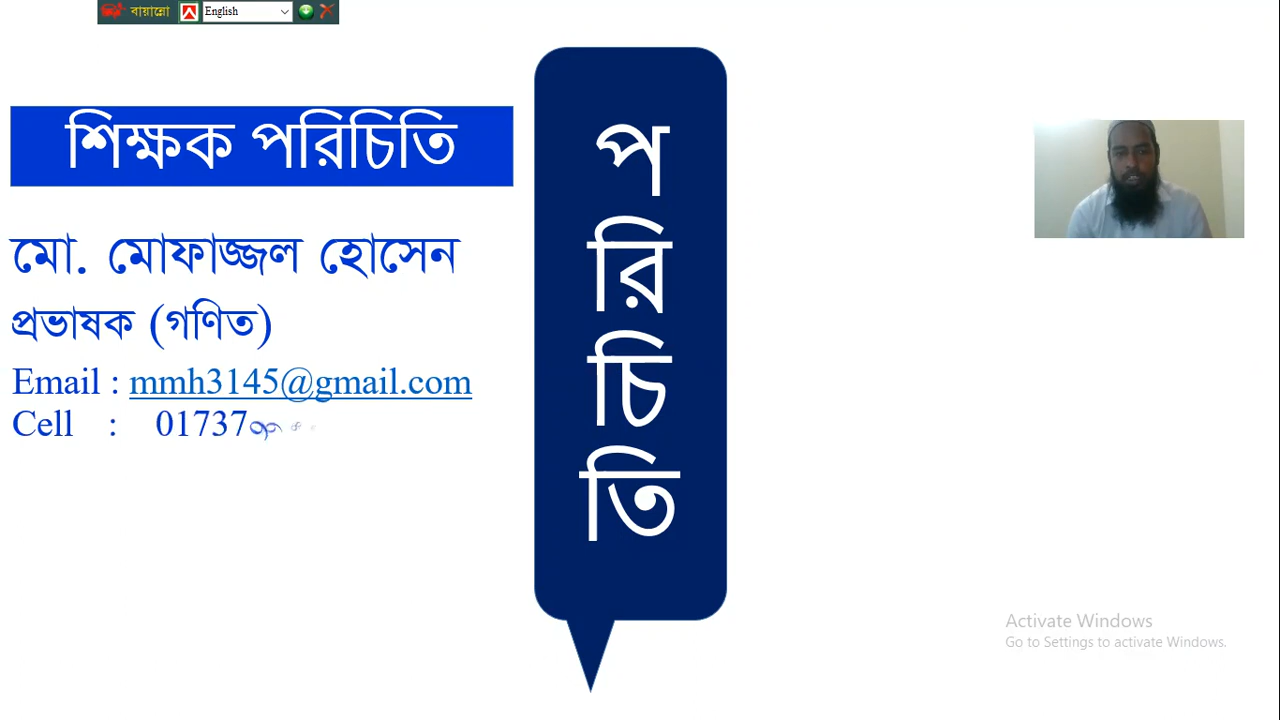 বায়ান্নো
English
শিক্ষক পরিচিতি
মো. মোফাজ্জল হোসেন
প্রভাষক (গণিত)
Email : mmh3145@gmail.com
Cell : 01737
প
রি
চি
তি
Activate Windows
Go to Settings to activate Windows.